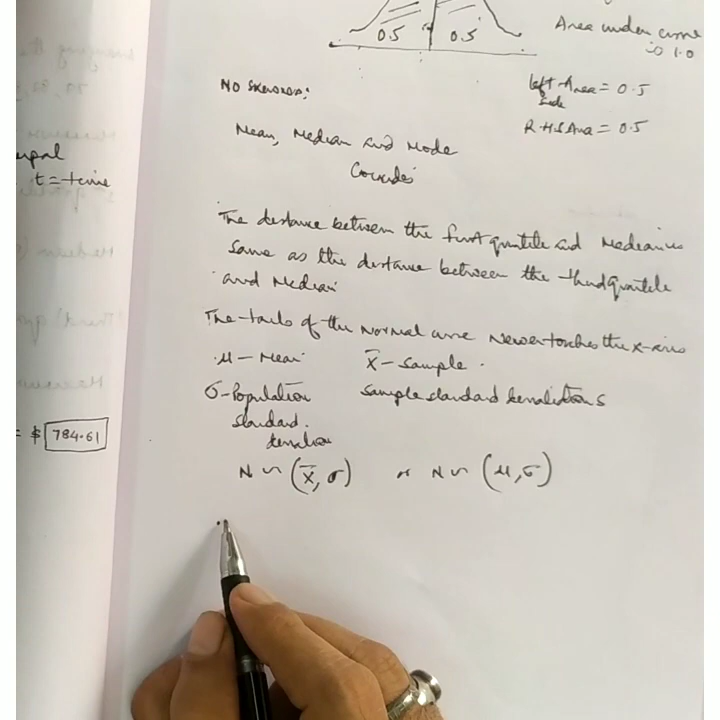 0.5 0.5
Area under curve
is 1.0
left Area = 0.5
side
R.H.S Area = 0.5
No skewness:
Mean, Median and Mode
Coincides
upal
t = time
The distance between the first quartile and Median is
same as the distance between the third quartile
and Median
The tails of the Normal curve Never touches the x-axis
μ - Mean x̄ - Sample.
σ - Population Sample standard deviation S
standard.
deviation
= $ 784.61
N ~ (x̄, σ) or N ~ (μ, σ)